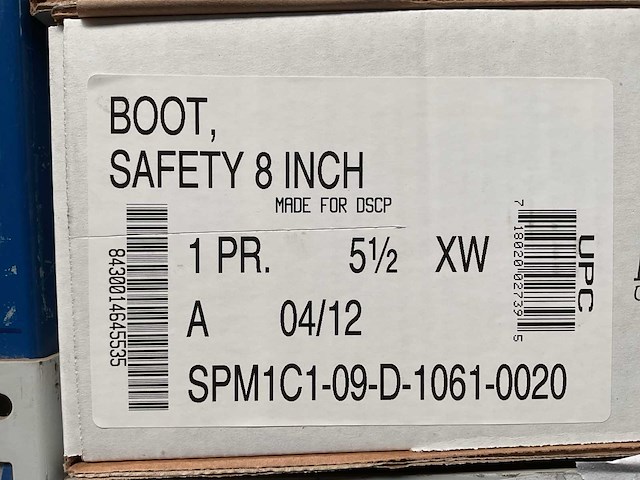 BOOT,
SAFETY 8 INCH
MADE FOR DSCP
1 PR. 5½ XW
A 04/12
SPM1C1-09-D-1061-0020
8430014645535
7 18020 02739 5
UPC